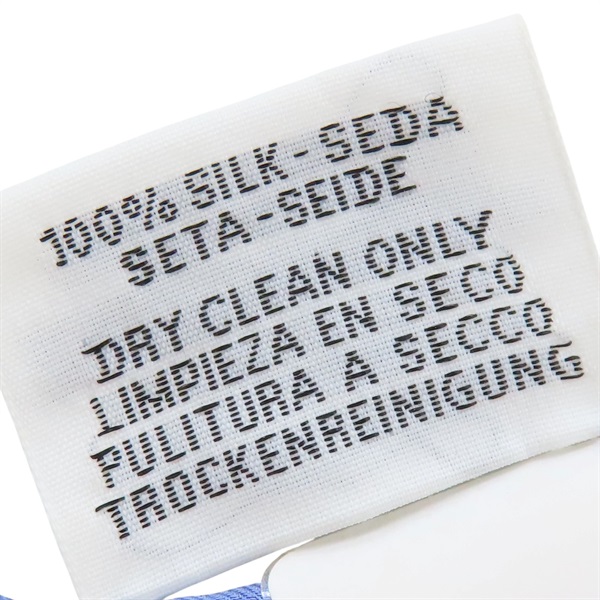 100% SILK-SEDA
SETA-SEIDE
DRY CLEAN ONLY
LIMPIEZA EN SECO
PULITURA A SECCO
TROCKENREINIGUNG